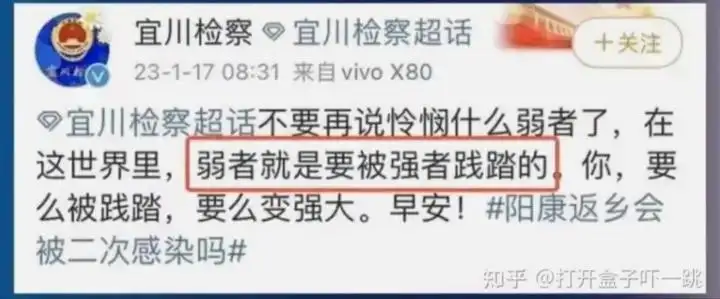 宜川检察 宜川检察超话
23-1-17 08:31 来自 vivo X80
+关注
宜川检察超话不要再说怜悯什么弱者了，在
这世界里，弱者就是要被强者践踏的。你，要
么被践踏，要么变强大。早安！#阳康返乡会
被二次感染吗#
知乎 @打开盒子吓一跳